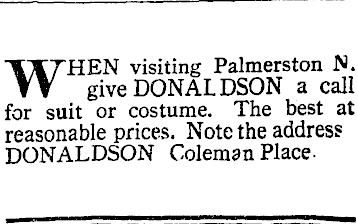 WHEN visiting Palmerston N.
give DONALDSON a call
for suit or costume. The best at
reasonable prices. Note the address
DONALDSON Coleman Place.